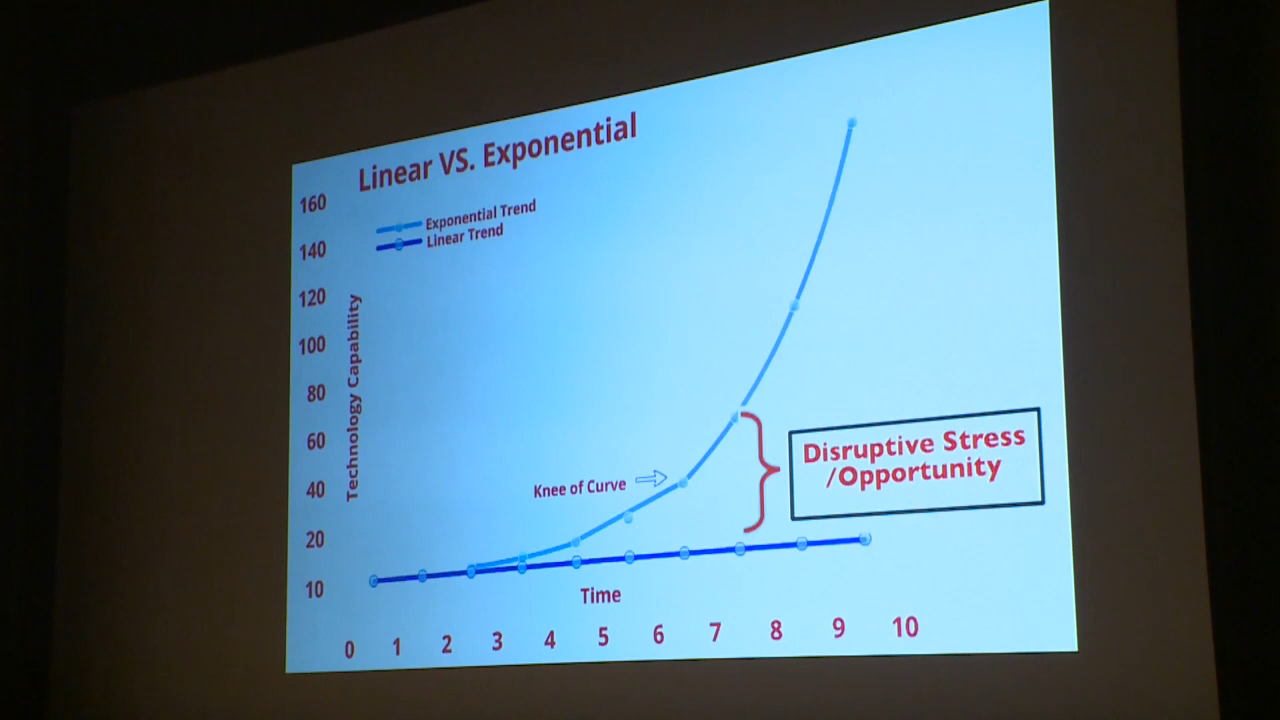 Linear VS. Exponential
Exponential Trend
Linear Trend
160
140
120
100
80
60
40
20
10
Technology Capability
Knee of Curve
Disruptive Stress
/Opportunity
Time
0 1 2 3 4 5 6 7 8 9 10